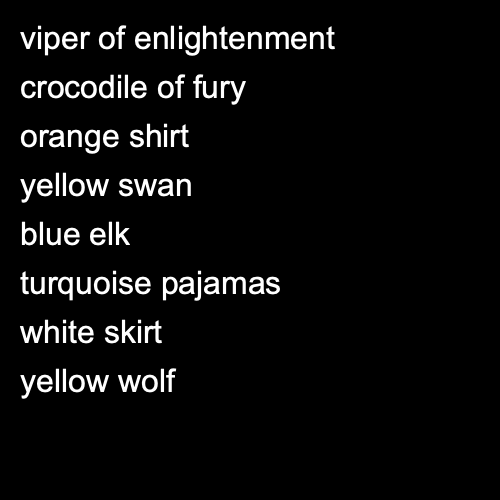 viper of enlightenment
crocodile of fury
orange shirt
yellow swan
blue elk
turquoise pajamas
white skirt
yellow wolf